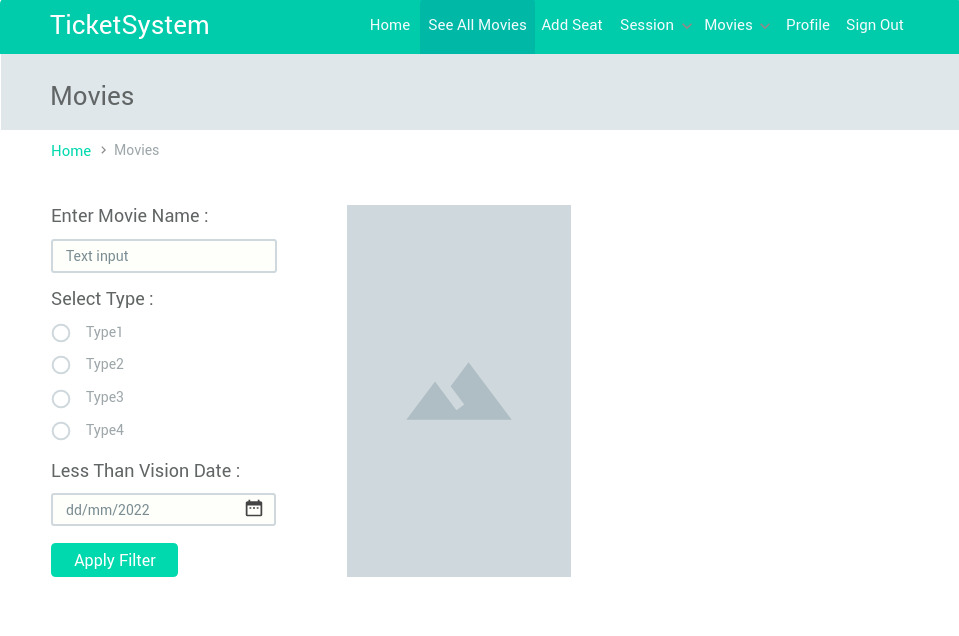 TicketSystem
Home See All Movies Add Seat Session Movies Profile Sign Out
Movies
Home > Movies
Enter Movie Name :
Text input
Select Type :
Type1
Type2
Type3
Type4
Less Than Vision Date :
dd/mm/2022
Apply Filter